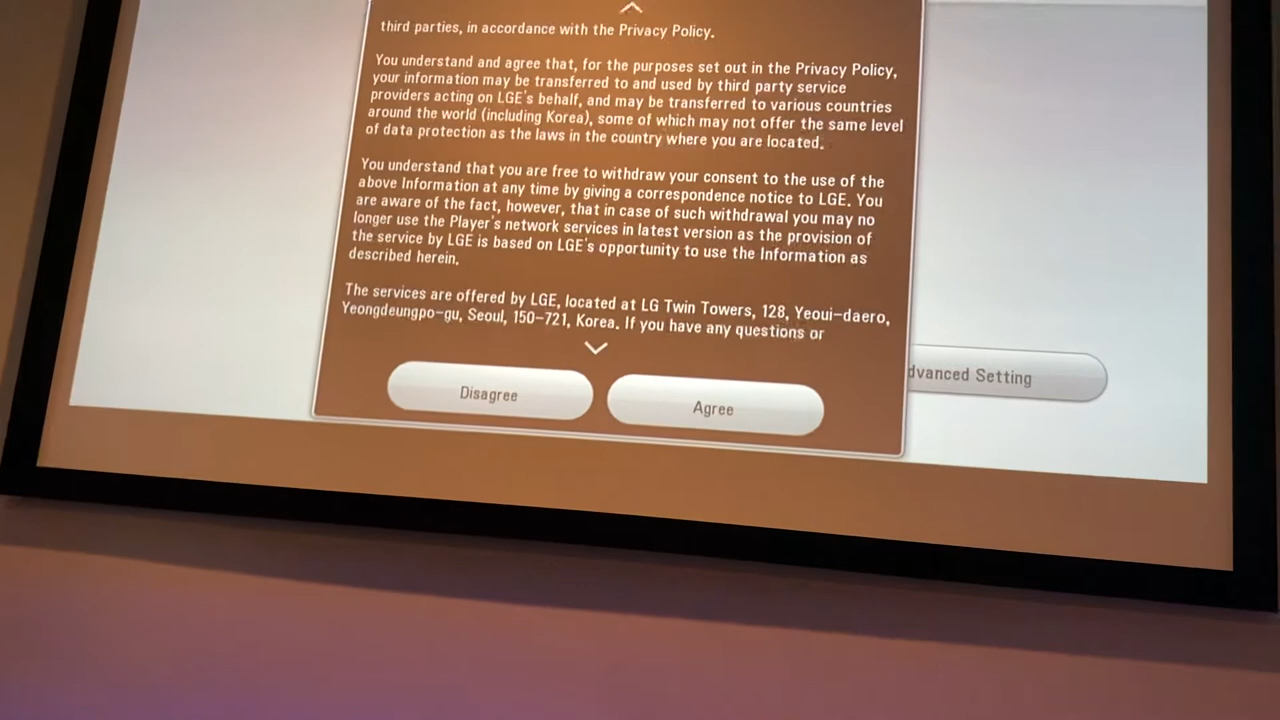 third parties, in accordance with the Privacy Policy.
You understand and agree that, for the purposes set out in the Privacy Policy,
your information may be transferred to and used by third party service
providers acting on LGE's behalf, and may be transferred to various countries
around the world (including Korea), some of which may not offer the same level
of data protection as the laws in the country where you are located.
You understand that you are free to withdraw your consent to the use of the
above Information at any time by giving a correspondence notice to LGE. You
are aware of the fact, however, that in case of such withdrawal you may no
longer use the Player's network services in latest version as the provision of
the service by LGE is based on LGE's opportunity to use the Information as
described herein.
The services are offered by LGE, located at LG Twin Towers, 128, Yeoui-daero,
Yeongdeungpo-gu, Seoul, 150-721, Korea. If you have any questions or
dvanced Setting
Disagree
Agree